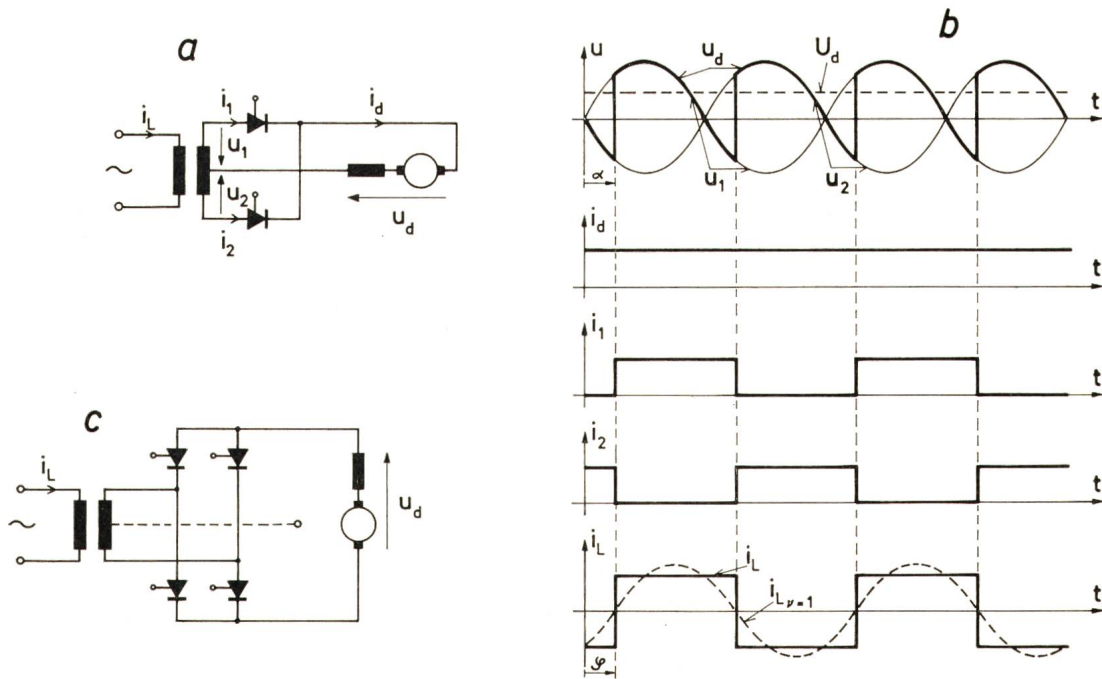 a
i_L
~
i_1
u_1
u_2
i_2
i_d
u_d
c
i_L
~
u_d
b
u
u_d
U_d
t
u_1
u_2
α
i_d
t
i_1
t
i_2
t
i_L
i_L
i_Lν=1
t
φ